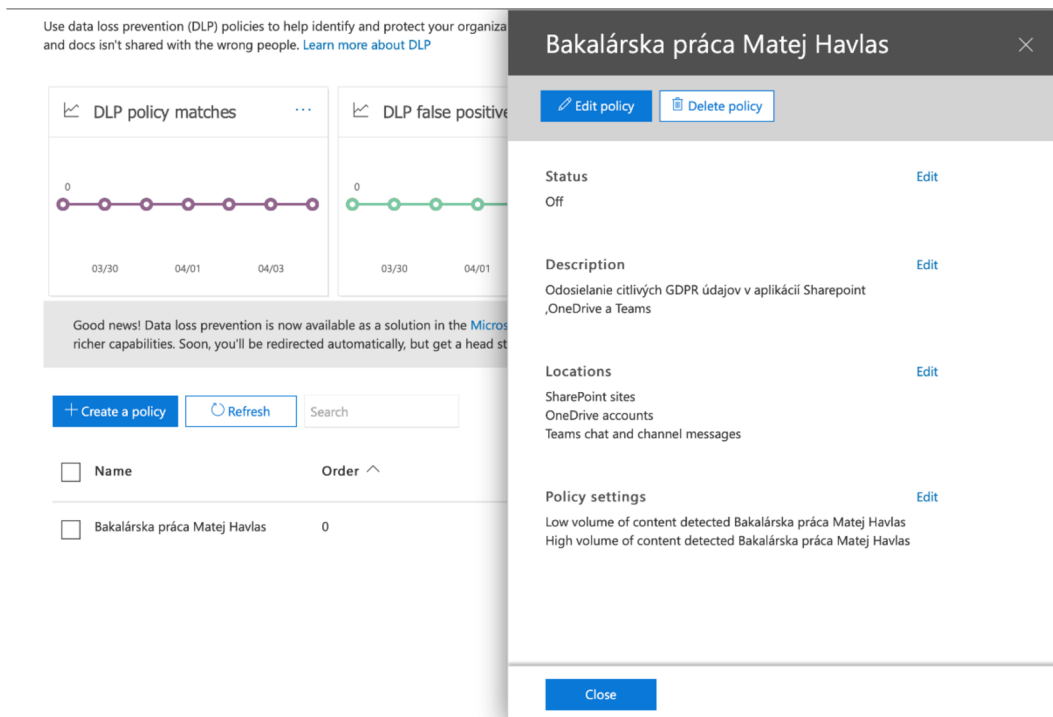 Use data loss prevention (DLP) policies to help identify and protect your organiza
and docs isn't shared with the wrong people. Learn more about DLP
DLP policy matches
...
0
03/30 04/01 04/03
DLP false positive
0
03/30 04/01
Good news! Data loss prevention is now available as a solution in the Micros
richer capabilities. Soon, you'll be redirected automatically, but get a head st
+ Create a policy
Refresh
Search
Name Order
Bakalárska práca Matej Havlas 0
Bakalárska práca Matej Havlas
Edit policy
Delete policy
Status Edit
Off
Description Edit
Odosielanie citlivých GDPR údajov v aplikácií Sharepoint
,OneDrive a Teams
Locations Edit
SharePoint sites
OneDrive accounts
Teams chat and channel messages
Policy settings Edit
Low volume of content detected Bakalárska práca Matej Havlas
High volume of content detected Bakalárska práca Matej Havlas
Close